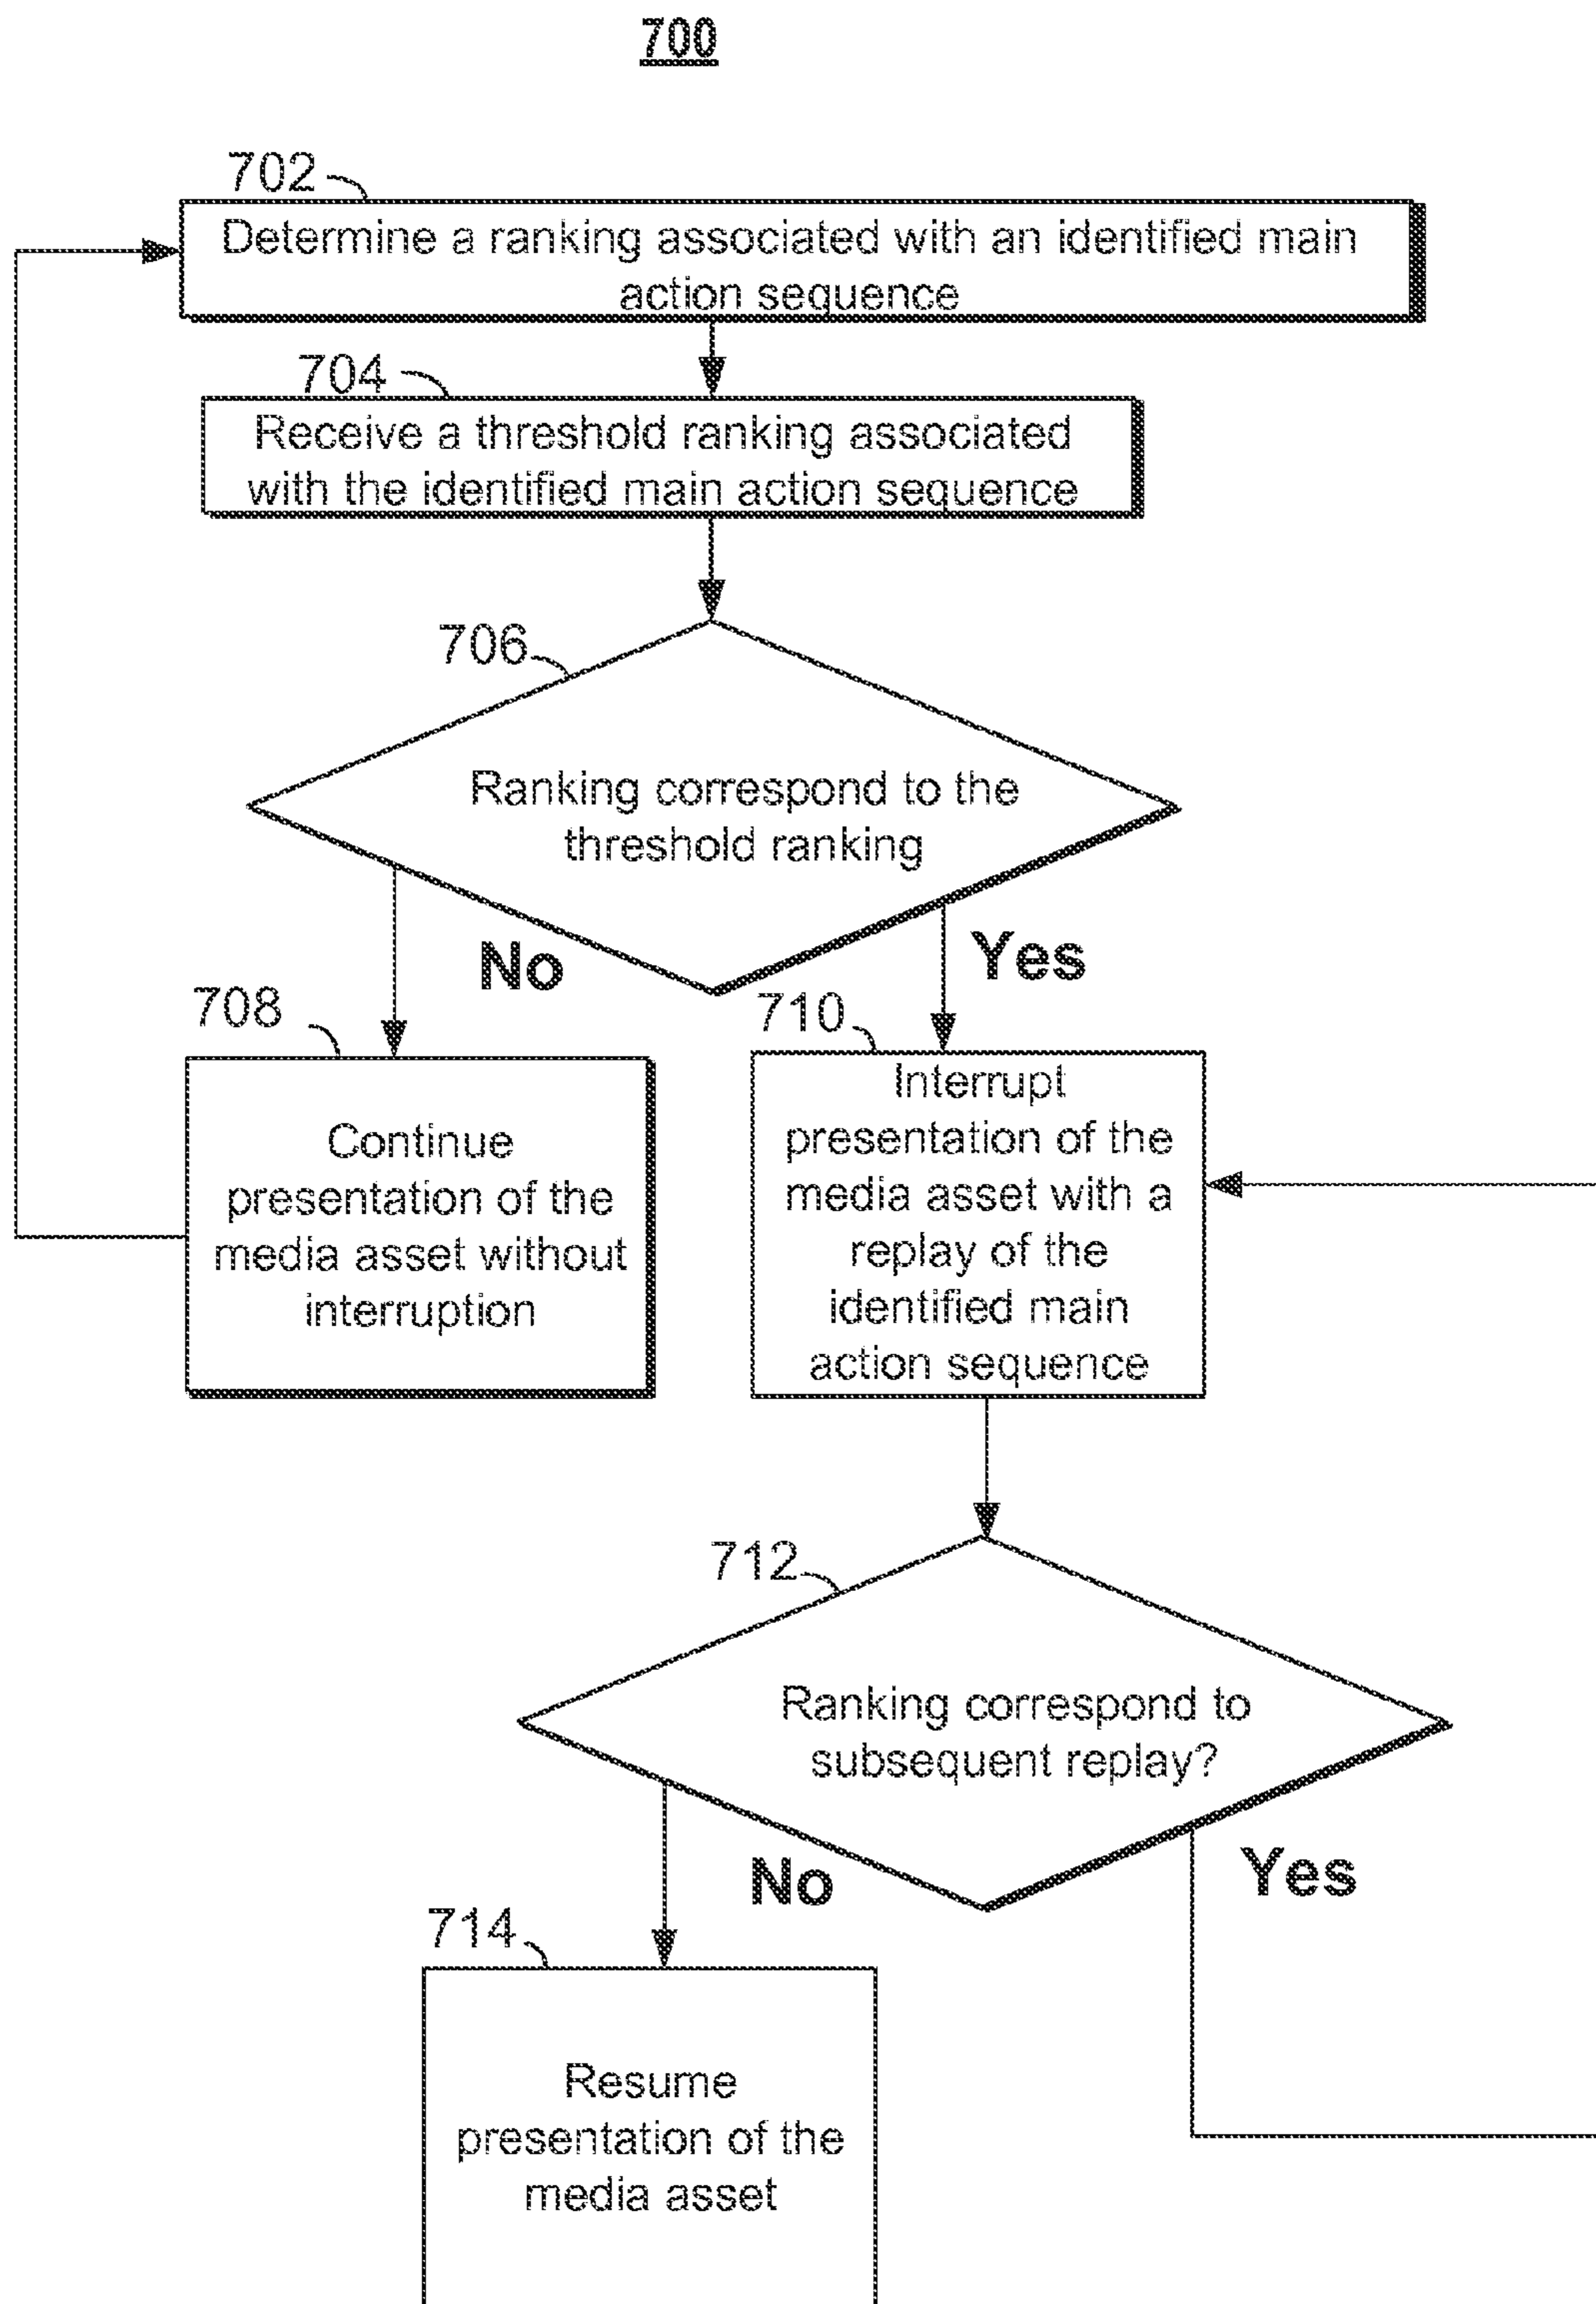 700
702
Determine a ranking associated with an identified main
action sequence
704
Receive a threshold ranking associated
with the identified main action sequence
706
Ranking correspond to the
threshold ranking
No
Yes
708
Continue
presentation of the
media asset without
interruption
710
Interrupt
presentation of the
media asset with a
replay of the
identified main
action sequence
712
Ranking correspond to
subsequent replay?
No
Yes
714
Resume
presentation of the
media asset